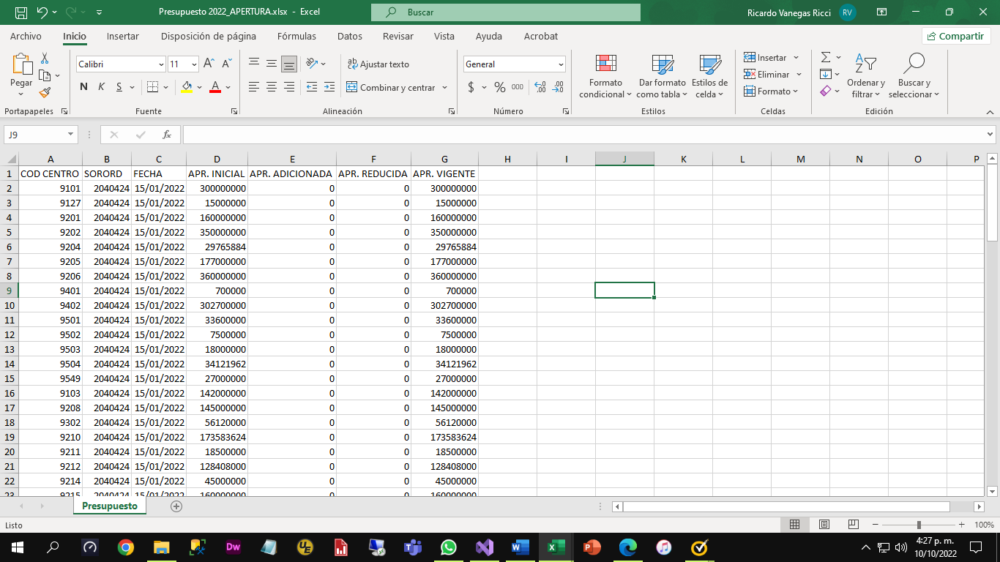 Presupuesto 2022_APERTURA.xlsx - Excel
Buscar
Ricardo Vanegas Ricci
RV
Archivo Inicio Insertar Disposición de página Fórmulas Datos Revisar Vista Ayuda Acrobat
Compartir
Pegar
Calibri 11
N K S
Ajustar texto
Combinar y centrar
General
$ % 000
Formato condicional
Dar formato como tabla
Estilos de celda
Insertar
Eliminar
Formato
Ordenar y filtrar
Buscar y seleccionar
Portapapeles Fuente Alineación Número Estilos Celdas Edición
J9
fx
A B C D E F G H I J K L M N O P
1 COD CENTRO SORORD FECHA APR. INICIAL APR. ADICIONADA APR. REDUCIDA APR. VIGENTE
2 9101 2040424 15/01/2022 300000000 0 0 300000000
3 9127 2040424 15/01/2022 15000000 0 0 15000000
4 9201 2040424 15/01/2022 160000000 0 0 160000000
5 9202 2040424 15/01/2022 350000000 0 0 350000000
6 9204 2040424 15/01/2022 29765884 0 0 29765884
7 9205 2040424 15/01/2022 177000000 0 0 177000000
8 9206 2040424 15/01/2022 360000000 0 0 360000000
9 9401 2040424 15/01/2022 700000 0 0 700000
10 9402 2040424 15/01/2022 302700000 0 0 302700000
11 9501 2040424 15/01/2022 33600000 0 0 33600000
12 9502 2040424 15/01/2022 7500000 0 0 7500000
13 9503 2040424 15/01/2022 18000000 0 0 18000000
14 9504 2040424 15/01/2022 34121962 0 0 34121962
15 9549 2040424 15/01/2022 27000000 0 0 27000000
16 9103 2040424 15/01/2022 142000000 0 0 142000000
17 9208 2040424 15/01/2022 145000000 0 0 145000000
18 9302 2040424 15/01/2022 56120000 0 0 56120000
19 9210 2040424 15/01/2022 173583624 0 0 173583624
20 9211 2040424 15/01/2022 18500000 0 0 18500000
21 9212 2040424 15/01/2022 128408000 0 0 128408000
22 9214 2040424 15/01/2022 45000000 0 0 45000000
23 9215 2040424 15/01/2022 160000000 0 0 160000000
Presupuesto
Listo
100%
Dw
UE
4:27 p. m.
10/10/2022